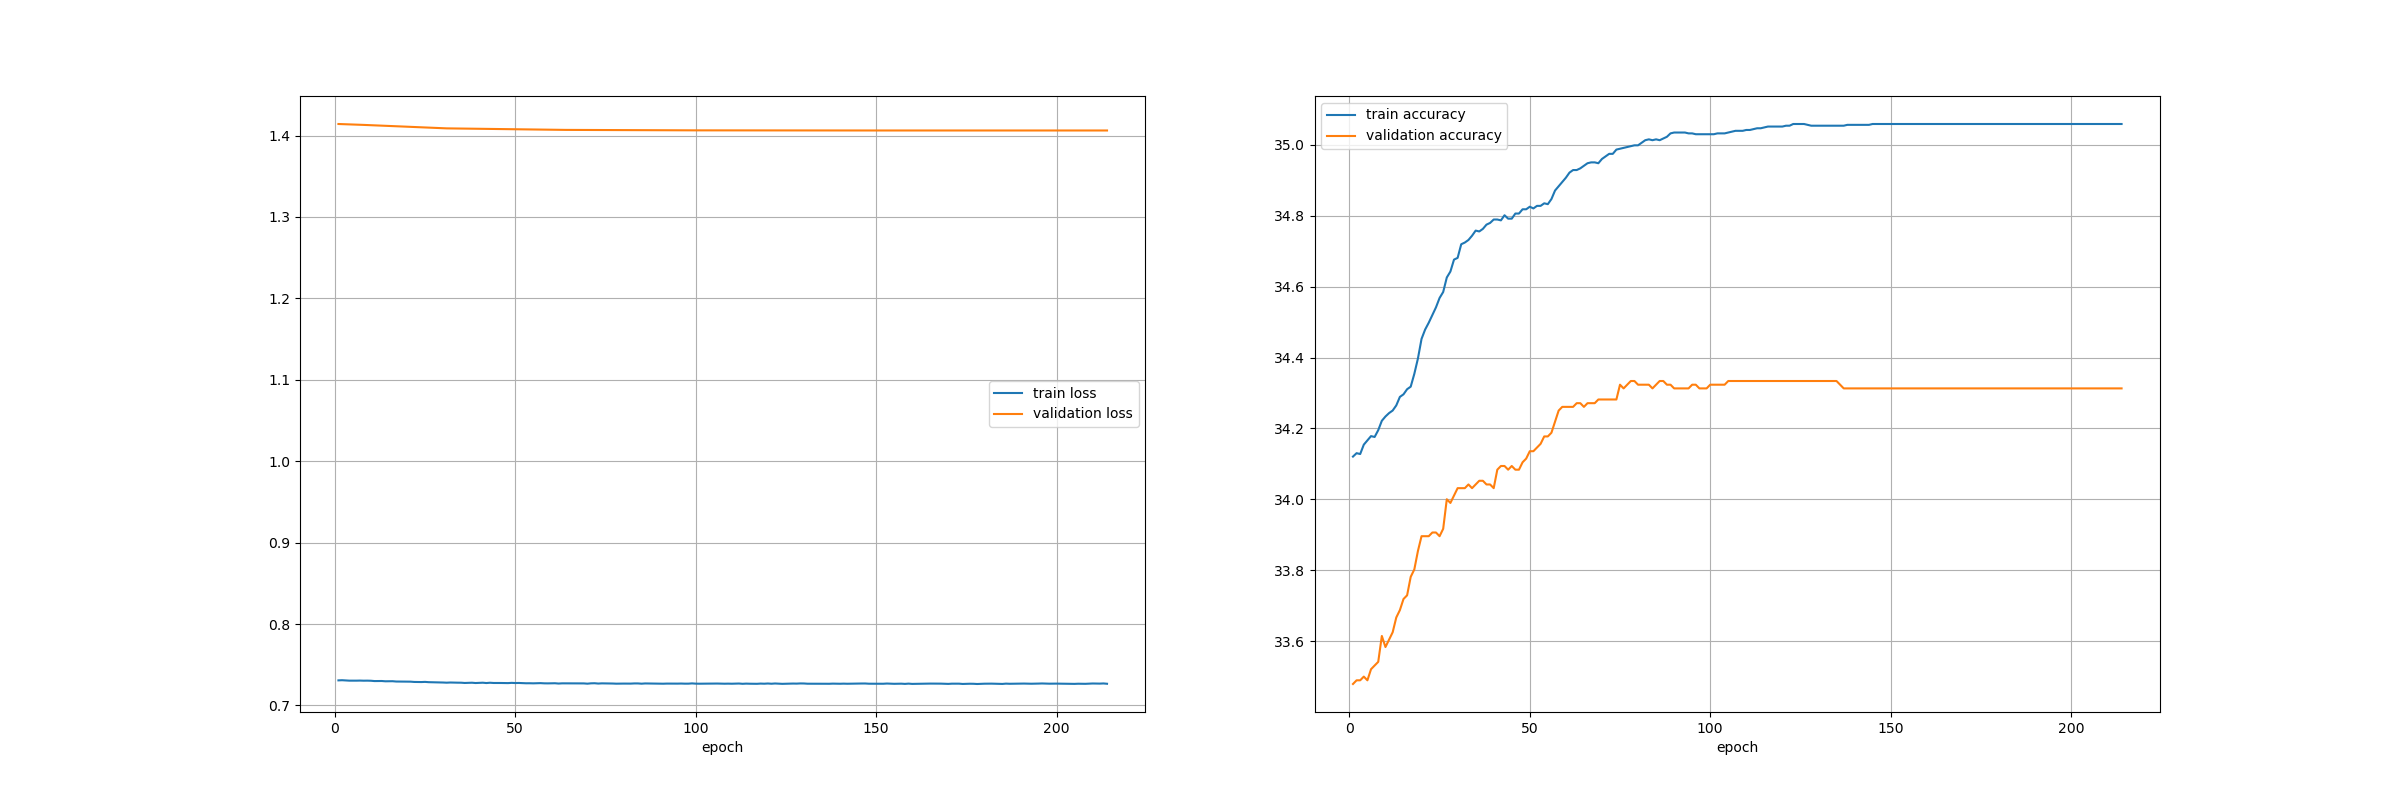 1.4
1.3
1.2
1.1
1.0
0.9
0.8
0.7
0 50 100 150 200
epoch
train loss
validation loss
train accuracy
validation accuracy
35.0
34.8
34.6
34.4
34.2
34.0
33.8
33.6
0 50 100 150 200
epoch